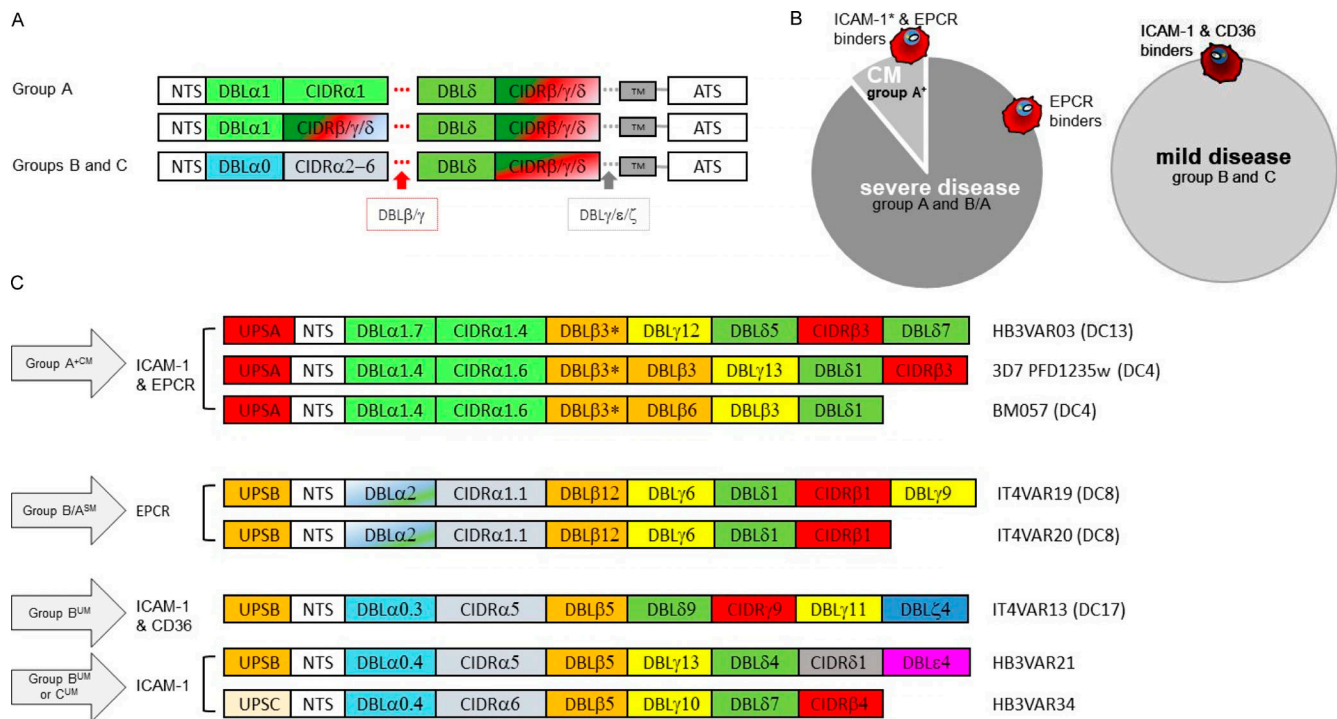 A
Group A
NTS DBLα1 CIDRα1 ... DBLδ CIDRβ/γ/δ ... TM ATS
NTS DBLα1 CIDRβ/γ/δ ... DBLδ CIDRβ/γ/δ ... TM ATS
Groups B and C
NTS DBLα0 CIDRα2–6 ... DBLδ CIDRβ/γ/δ ... TM ATS
DBLβ/γ
DBLγ/ε/ζ
B
ICAM-1* & EPCR
binders
CM
group A⁺
EPCR
binders
severe disease
group A and B/A
ICAM-1 & CD36
binders
mild disease
group B and C
C
Group A⁺ᶜᴹ
ICAM-1
& EPCR
UPSA NTS DBLα1.7 CIDRα1.4 DBLβ3* DBLγ12 DBLδ5 CIDRβ3 DBLδ7 HB3VAR03 (DC13)
UPSA NTS DBLα1.4 CIDRα1.6 DBLβ3* DBLβ3 DBLγ13 DBLδ1 CIDRβ3 3D7 PFD1235w (DC4)
UPSA NTS DBLα1.4 CIDRα1.6 DBLβ3* DBLβ6 DBLβ3 DBLδ1 BM057 (DC4)
Group B/Aˢᴹ
EPCR
UPSB NTS DBLα2 CIDRα1.1 DBLβ12 DBLγ6 DBLδ1 CIDRβ1 DBLγ9 IT4VAR19 (DC8)
UPSB NTS DBLα2 CIDRα1.1 DBLβ12 DBLγ6 DBLδ1 CIDRβ1 IT4VAR20 (DC8)
Group Bᵁᴹ
ICAM-1
& CD36
UPSB NTS DBLα0.3 CIDRα5 DBLβ5 DBLδ9 CIDRγ9 DBLγ11 DBLζ4 IT4VAR13 (DC17)
Group Bᵁᴹ
or Cᵁᴹ
ICAM-1
UPSB NTS DBLα0.4 CIDRα5 DBLβ5 DBLγ13 DBLδ4 CIDRδ1 DBLε4 HB3VAR21
UPSC NTS DBLα0.4 CIDRα6 DBLβ5 DBLγ10 DBLδ7 CIDRβ4 HB3VAR34